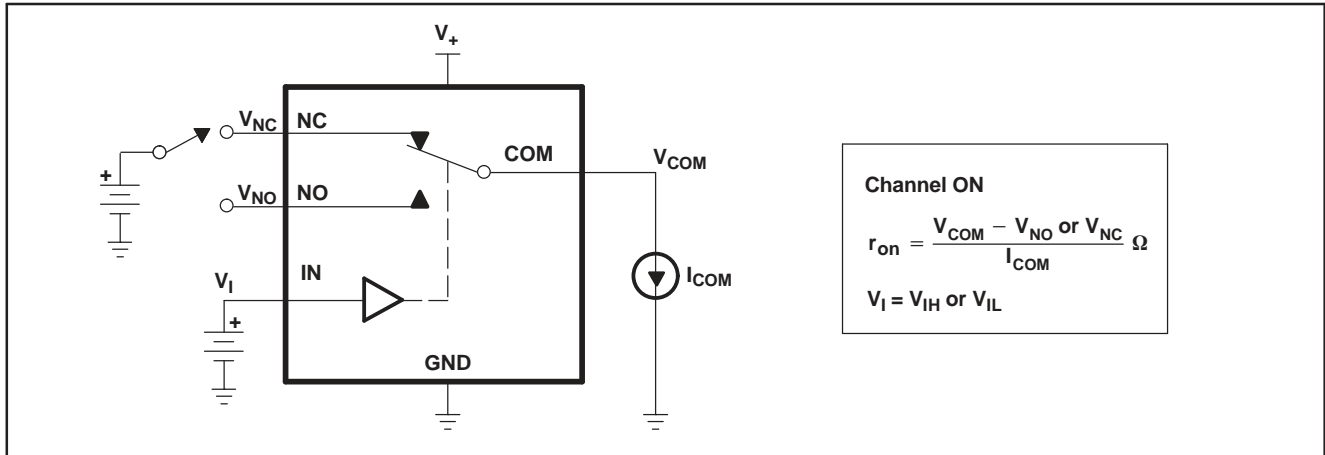 V+
+
VNC NC
VNO NO
COM
VCOM
+
VI
IN
ICOM
GND
Channel ON
ron = VCOM − VNO or VNC / ICOM Ω
VI = VIH or VIL